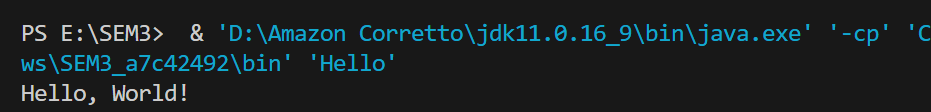 PS E:\SEM3>  & 'D:\Amazon Corretto\jdk11.0.16_9\bin\java.exe' '-cp' 'C
ws\SEM3_a7c42492\bin' 'Hello'
Hello, World!